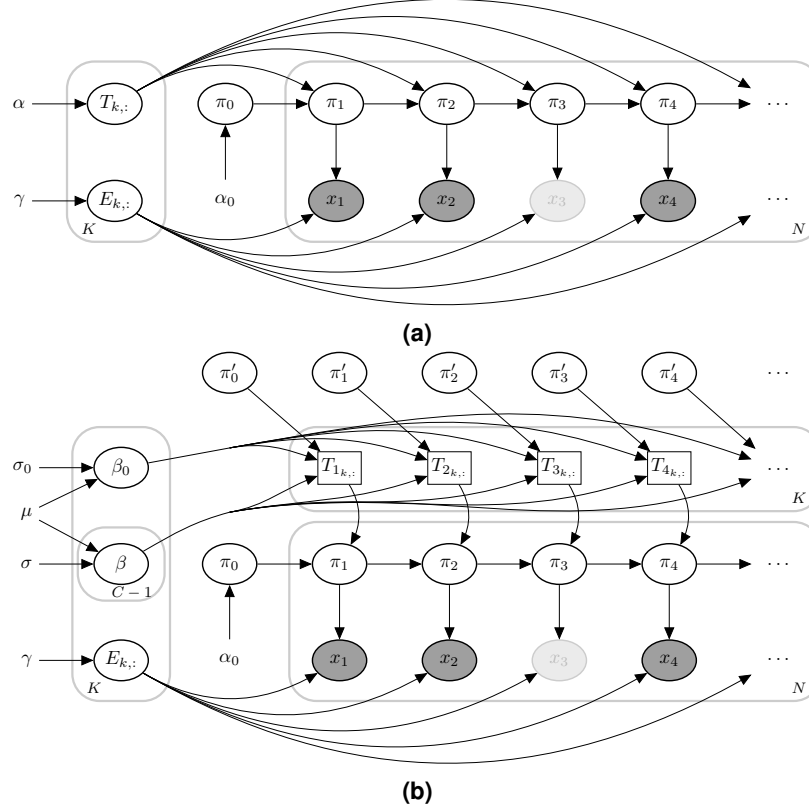 α T_{k,:} π_0 π_1 π_2 π_3 π_4 ⋯
γ E_{k,:} α_0 x_1 x_2 x_3 x_4 ⋯
K N
(a)
π′_0 π′_1 π′_2 π′_3 π′_4 ⋯
σ_0 β_0 T_{1_{k,:}} T_{2_{k,:}} T_{3_{k,:}} T_{4_{k,:}} ⋯
K
μ
σ β π_0 π_1 π_2 π_3 π_4 ⋯
C − 1
γ E_{k,:} α_0 x_1 x_2 x_3 x_4 ⋯
K N
(b)